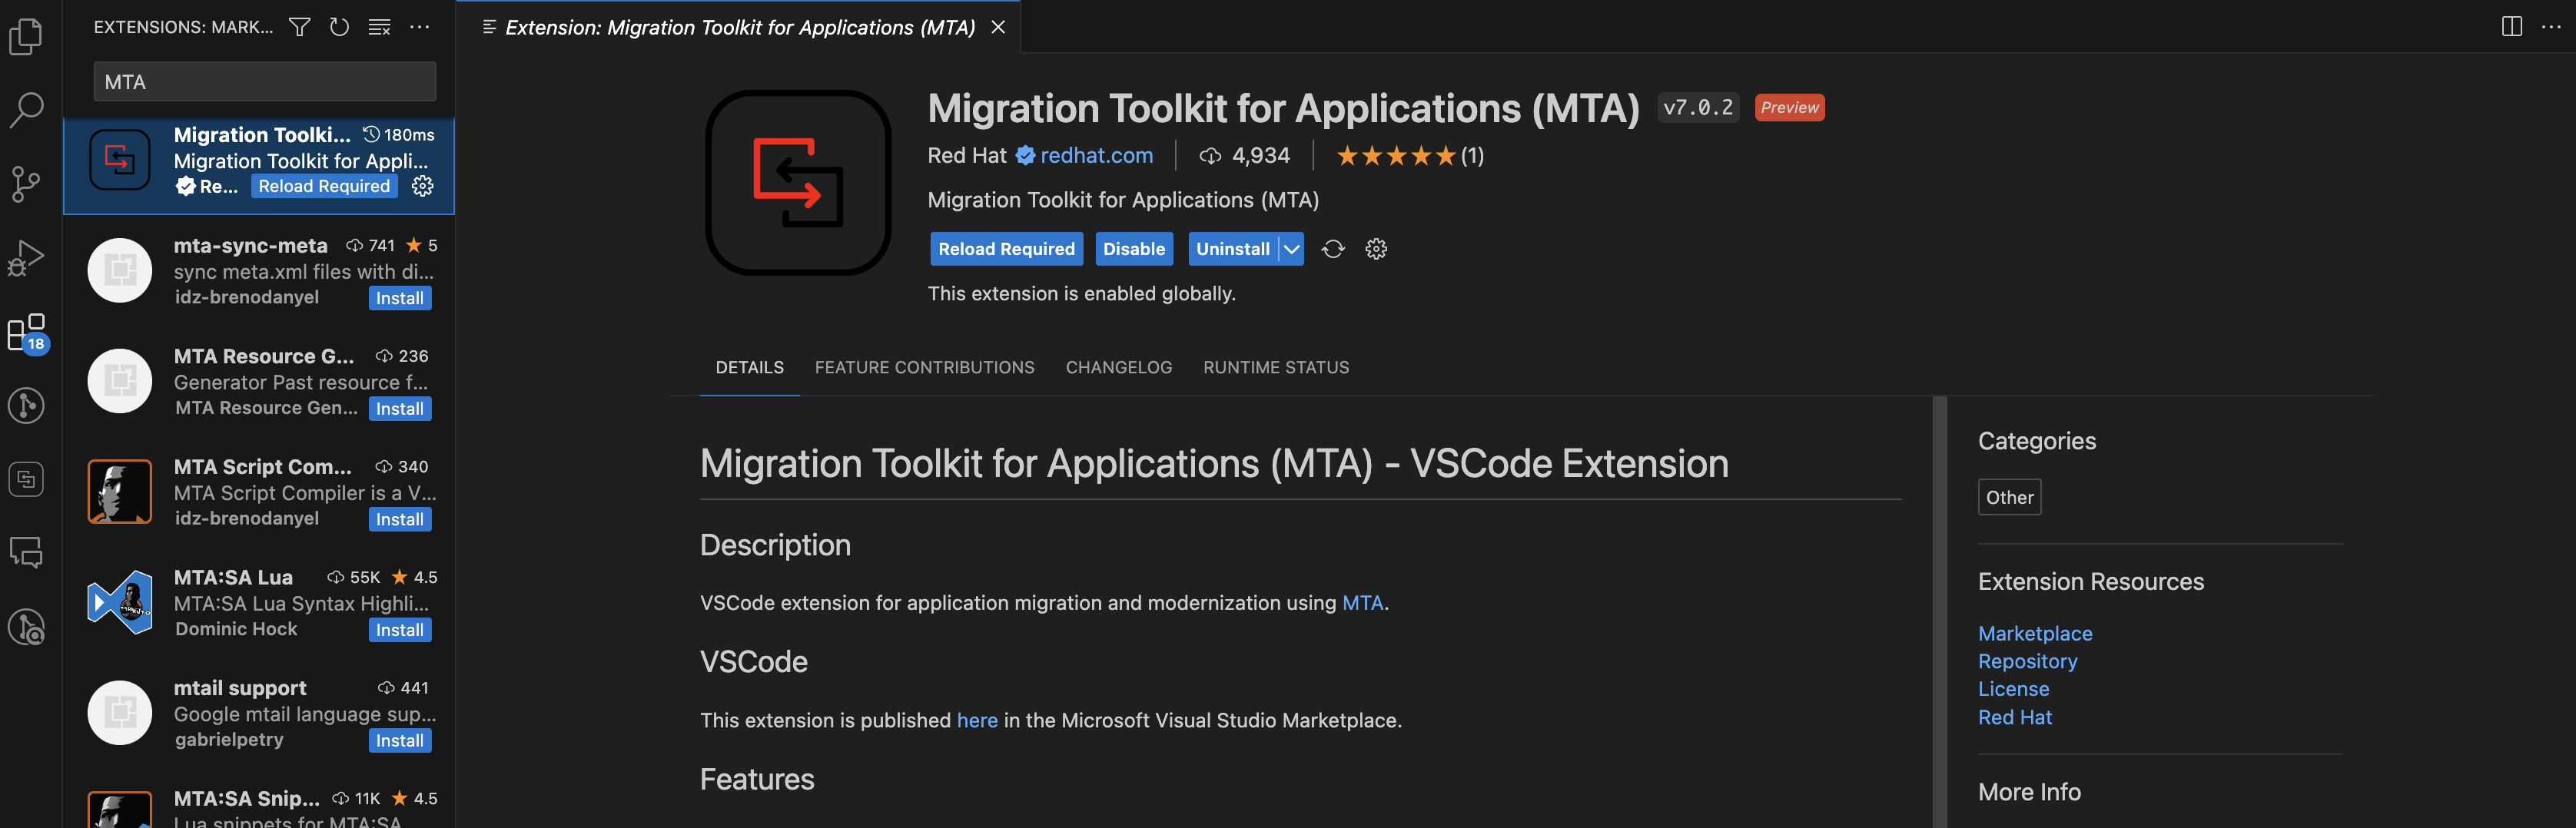 EXTENSIONS: MARK...
MTA
Migration Toolki... 180ms
Migration Toolkit for Appli...
Re... Reload Required
mta-sync-meta 741 5
sync meta.xml files with di...
idz-brenodanyel Install
MTA Resource G... 236
Generator Past resource f...
MTA Resource Gen... Install
MTA Script Com... 340
MTA Script Compiler is a V...
idz-brenodanyel Install
MTA:SA Lua 55K 4.5
MTA:SA Lua Syntax Highli...
Dominic Hock Install
mtail support 441
Google mtail language sup...
gabrielpetry Install
MTA:SA Snip... 11K 4.5
Lua snippets for MTA:SA
18
Extension: Migration Toolkit for Applications (MTA)
Migration Toolkit for Applications (MTA) v7.0.2 Preview
Red Hat redhat.com 4,934 (1)
Migration Toolkit for Applications (MTA)
Reload Required Disable Uninstall
This extension is enabled globally.
DETAILS FEATURE CONTRIBUTIONS CHANGELOG RUNTIME STATUS
Migration Toolkit for Applications (MTA) - VSCode Extension
Description
VSCode extension for application migration and modernization using MTA.
VSCode
This extension is published here in the Microsoft Visual Studio Marketplace.
Features
Categories
Other
Extension Resources
Marketplace
Repository
License
Red Hat
More Info